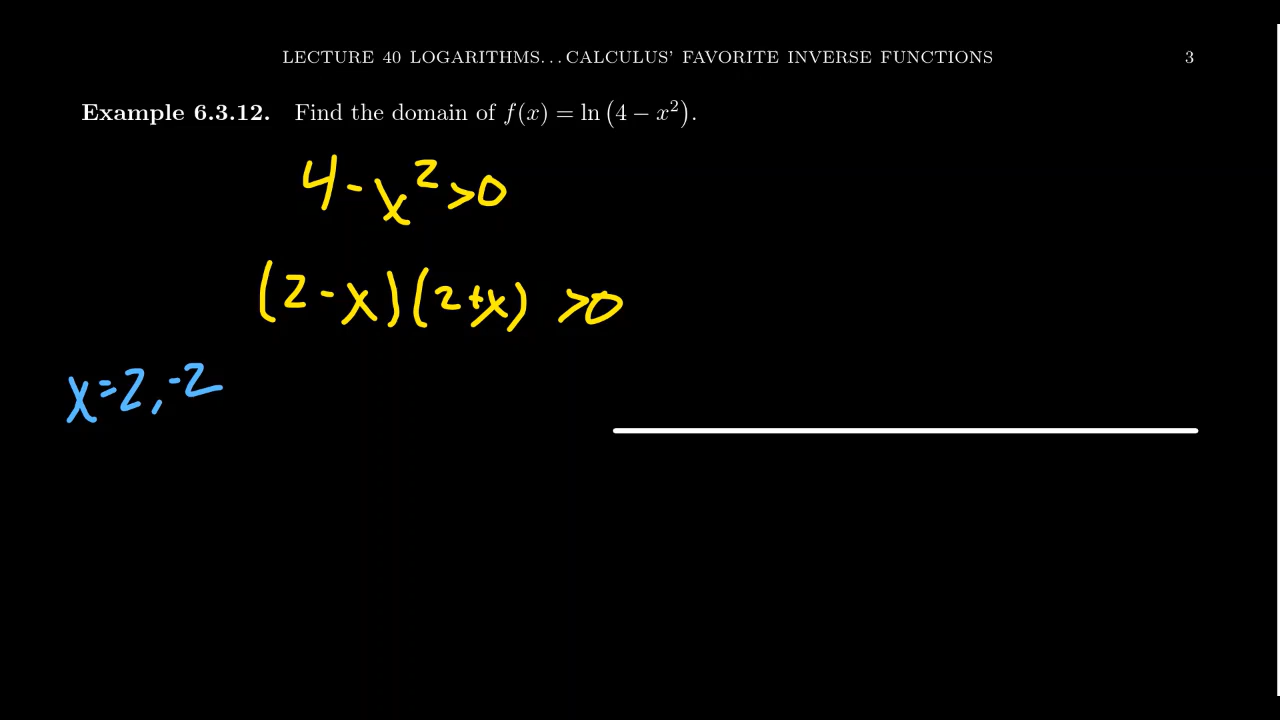 LECTURE 40 LOGARITHMS. . . CALCULUS' FAVORITE INVERSE FUNCTIONS 3
Example 6.3.12. Find the domain of f(x) = ln (4 − x²).
4 - x² > 0
(2 - x)(2 + x) > 0
x = 2, -2